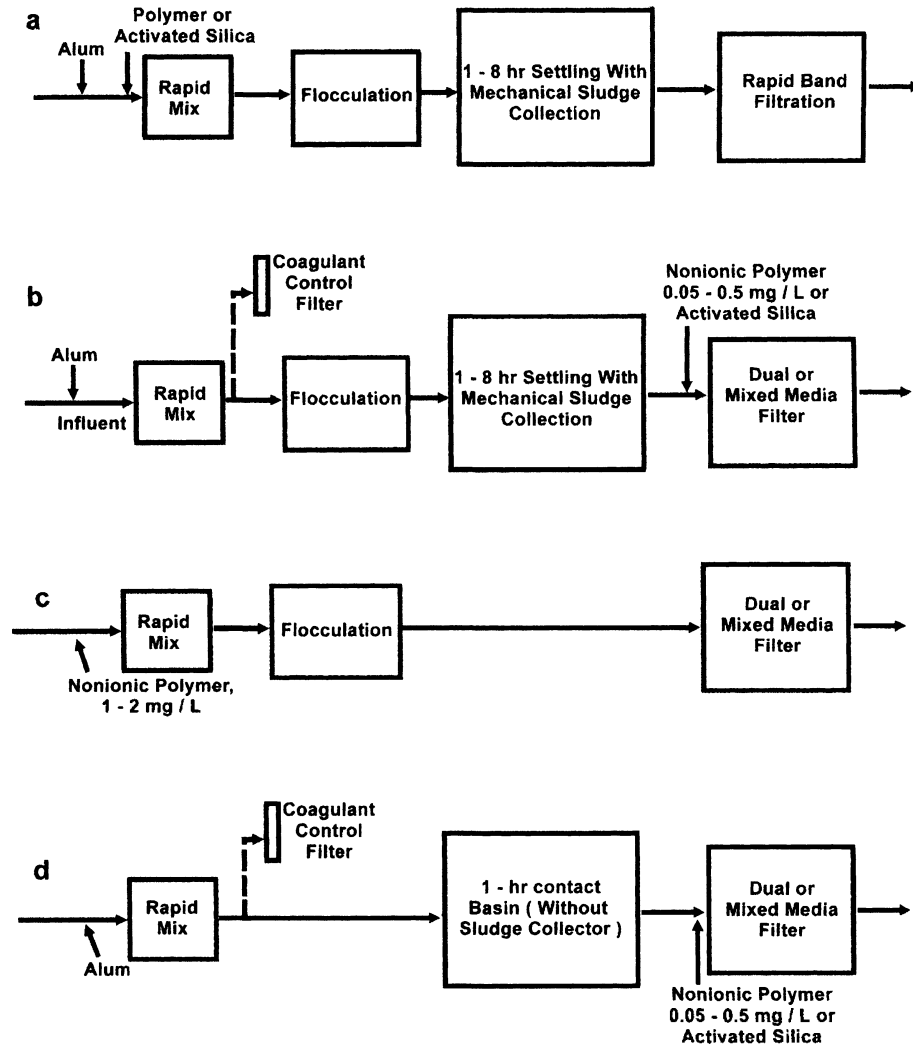 a
Polymer or
Activated Silica
Alum
Rapid
Mix
Flocculation
1 - 8 hr Settling With
Mechanical Sludge
Collection
Rapid Band
Filtration
b
Coagulant
Control
Filter
Nonionic Polymer
0.05 - 0.5 mg / L or
Activated Silica
Alum
Influent
Rapid
MIx
Flocculation
1 - 8 hr Settling With
Mechanical Sludge
Collection
Dual or
Mixed Media
Filter
c
Rapid
Mix
Flocculation
Dual or
Mixed Media
Filter
Nonionic Polymer,
1 - 2 mg / L
d
Coagulant
Control
Filter
Rapid
Mix
Alum
1 - hr contact
Basin ( Without
Sludge Collector )
Dual or
Mixed Media
Filter
Nonionic Polymer
0.05 - 0.5 mg / L or
Activated Silica